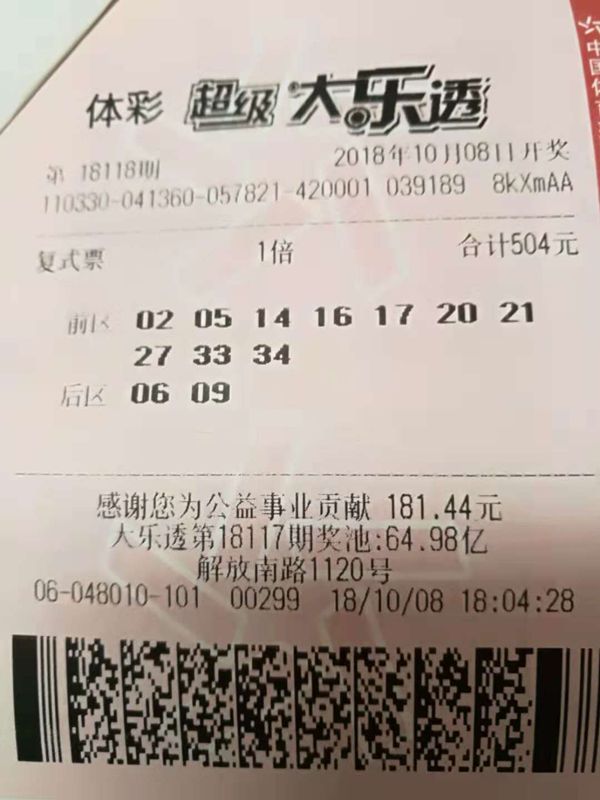 体彩 超级大乐透
第 18118期 2018年10月08日开奖
110330-041360-057821-420001 039189 8kXmAA
复式票 1倍 合计504元
前区 02 05 14 16 17 20 21
27 33 34
后区 06 09
感谢您为公益事业贡献 181.44元
大乐透第18117期奖池:64.98亿
解放南路1120号
06-048010-101 00299 18/10/08 18:04:28
中国体育